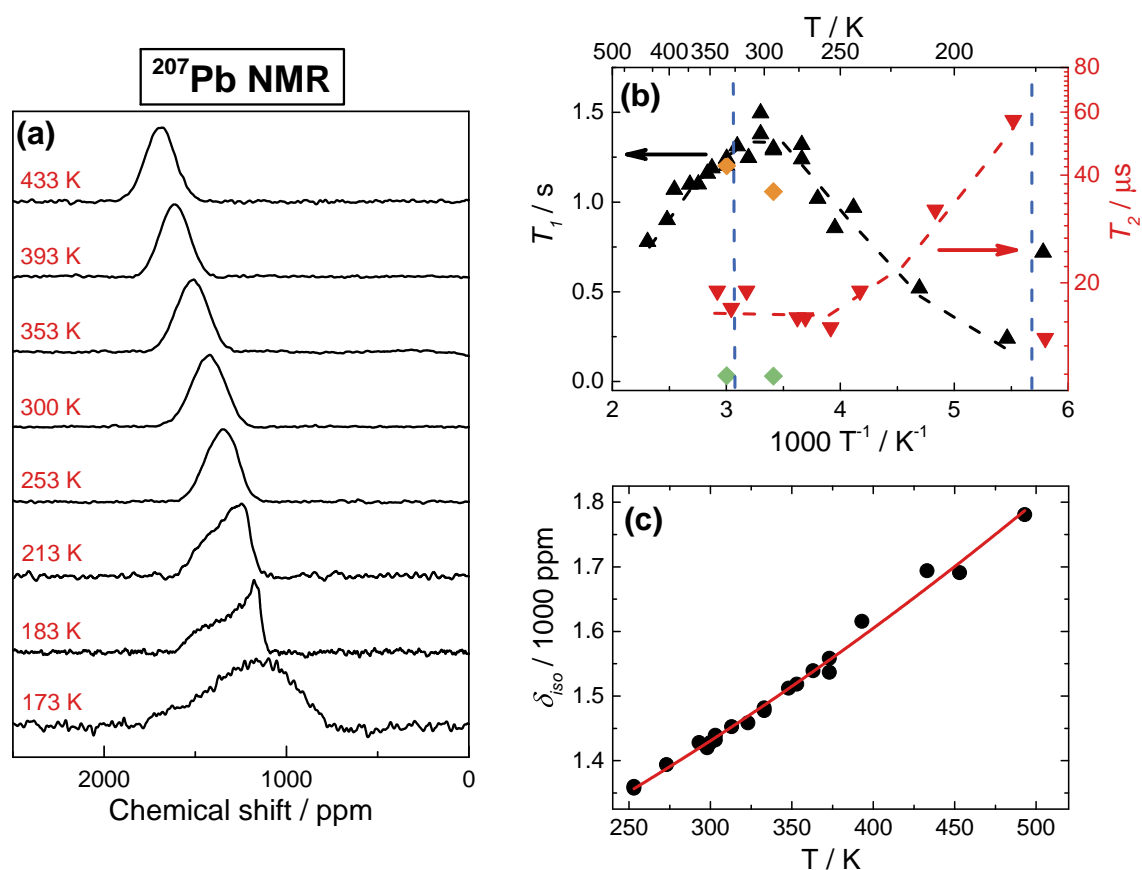 ²⁰⁷Pb NMR
(a)
433 K
393 K
353 K
300 K
253 K
213 K
183 K
173 K
2000 1000 0
Chemical shift / ppm
T / K
500 400 350 300 250 200
(b)
1.5
1.0
0.5
0.0
T₁ / s
80
60
40
20
T₂ / μs
2 3 4 5 6
1000 T⁻¹ / K⁻¹
(c)
1.8
1.7
1.6
1.5
1.4
δiso / 1000 ppm
250 300 350 400 450 500
T / K